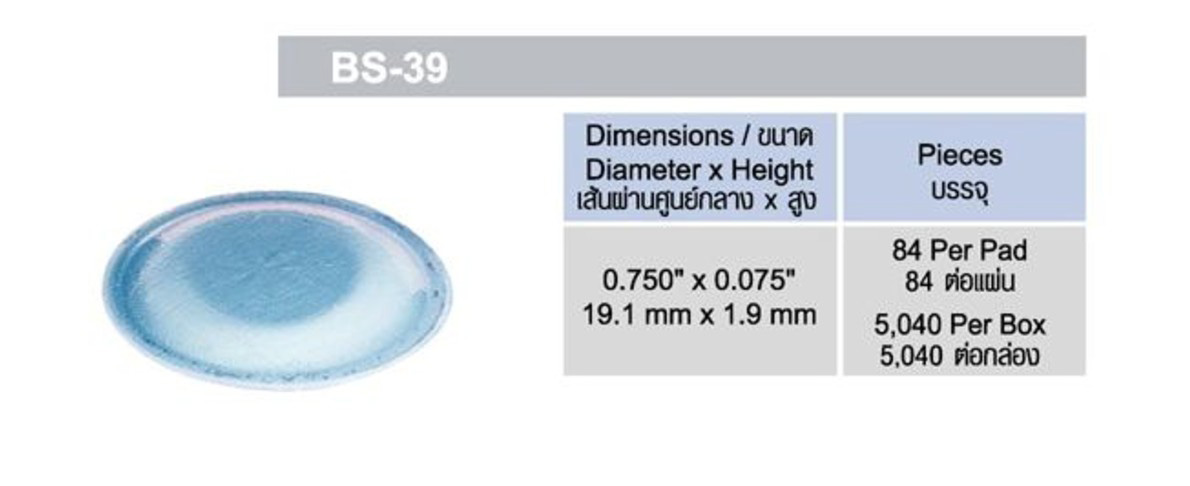 BS-39
Dimensions / ขนาด
Diameter x Height
เส้นผ่านศูนย์กลาง x สูง
Pieces
บรรจุ
0.750" x 0.075"
19.1 mm x 1.9 mm
84 Per Pad
84 ต่อแผ่น
5,040 Per Box
5,040 ต่อกล่อง